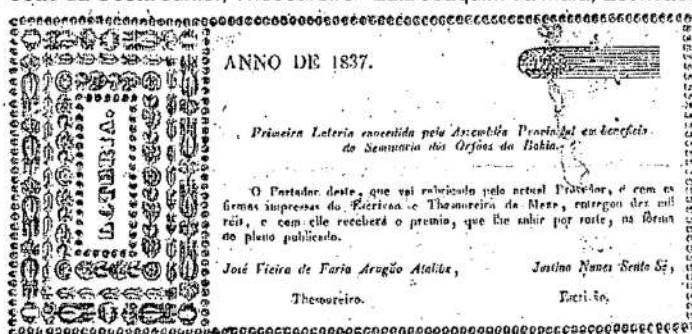 LOTERIA.
ANNO DE 1837.
Primeira Loteria concedida pela Assembléa Provincial em beneficio
do Seminario dos Orfãos da Bahia.
O Portador deste, que vai rubricado pelo actual Provedor, e com as
firmas impressas do Escrivão e Thesoureiro da Meza, entregou dez mil
réis, e com elle receberá o premio, que lhe sahir por sorte, na fórma
do plano publicado.
José Vieira de Faria Aragão Ataliba,
Justino Nunes Sento Sé,
Thesoureiro.
Escrivão.